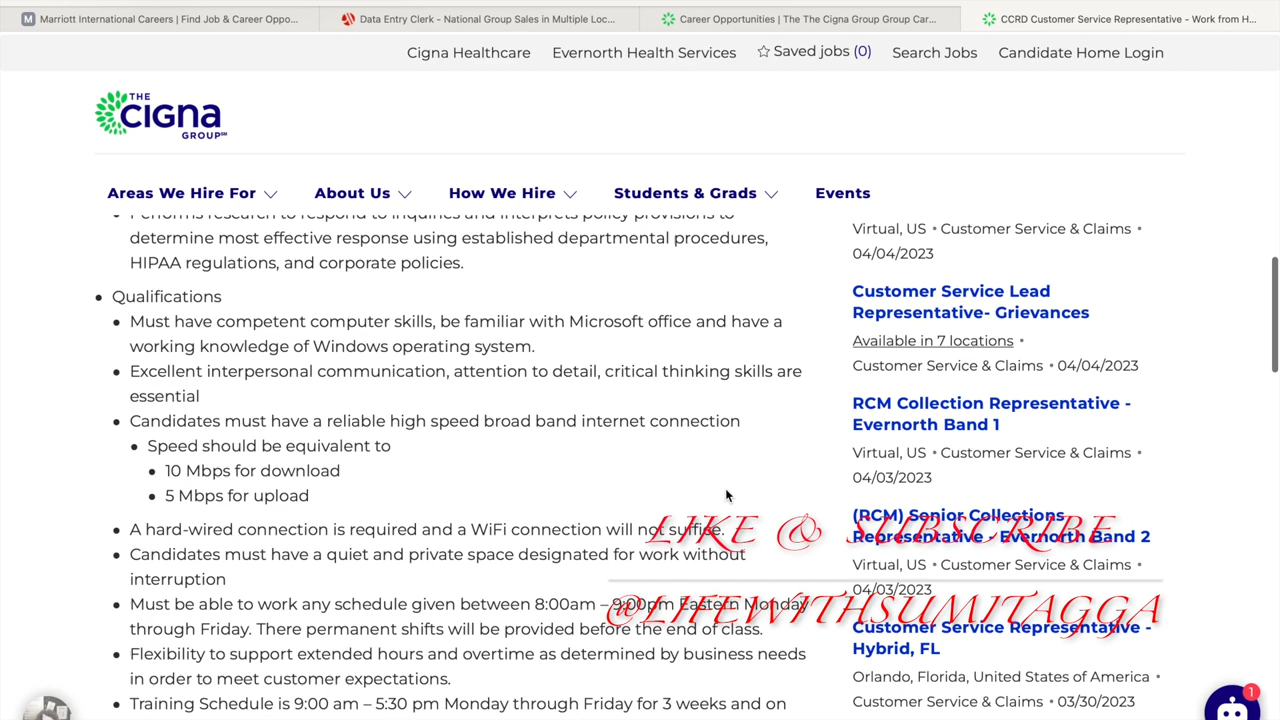 Marriott International Careers | Find Job & Career Oppo...
Data Entry Clerk - National Group Sales in Multiple Loc...
Career Opportunities | The The Cigna Group Group Car...
CCRD Customer Service Representative - Work from H...
Cigna Healthcare
Evernorth Health Services
Saved jobs (0)
Search Jobs
Candidate Home Login
THE
Cigna
GROUP SM
Areas We Hire For
About Us
How We Hire
Students & Grads
Events
Performs research to respond to inquiries and interprets policy provisions to
determine most effective response using established departmental procedures,
HIPAA regulations, and corporate policies.
Qualifications
Must have competent computer skills, be familiar with Microsoft office and have a
working knowledge of Windows operating system.
Excellent interpersonal communication, attention to detail, critical thinking skills are
essential
Candidates must have a reliable high speed broad band internet connection
Speed should be equivalent to
10 Mbps for download
5 Mbps for upload
A hard-wired connection is required and a WiFi connection will not suffice.
Candidates must have a quiet and private space designated for work without
interruption
Must be able to work any schedule given between 8:00am – 9:00pm Eastern Monday
through Friday. There permanent shifts will be provided before the end of class.
Flexibility to support extended hours and overtime as determined by business needs
in order to meet customer expectations.
Training Schedule is 9:00 am – 5:30 pm Monday through Friday for 3 weeks and on
Virtual, US • Customer Service & Claims •
04/04/2023
Customer Service Lead
Representative- Grievances
Available in 7 locations •
Customer Service & Claims • 04/04/2023
RCM Collection Representative -
Evernorth Band 1
Virtual, US • Customer Service & Claims •
04/03/2023
(RCM) Senior Collections
Representative - Evernorth Band 2
Virtual, US • Customer Service & Claims •
04/03/2023
Customer Service Representative -
Hybrid, FL
Orlando, Florida, United States of America •
Customer Service & Claims • 03/30/2023
LIKE & SUBSCRIBE
@LIFEWITHSUMITAGGA
1